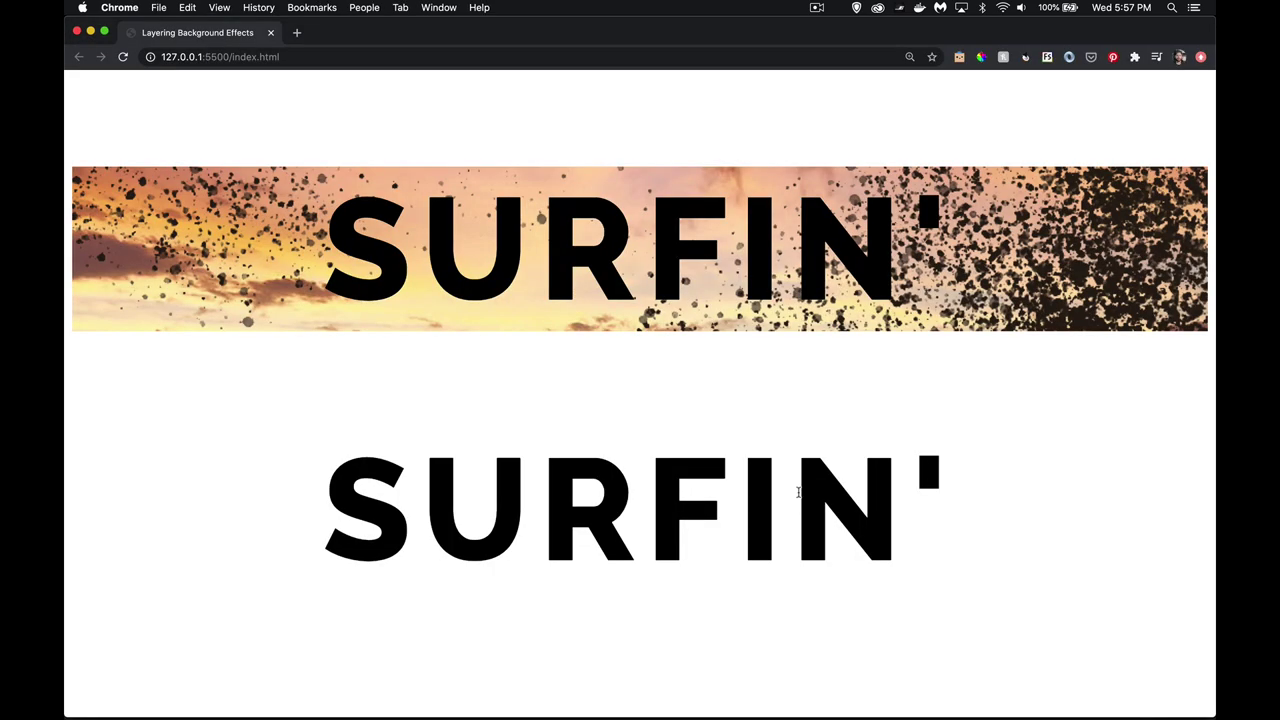 Chrome File Edit View History Bookmarks People Tab Window Help 100% Wed 5:57 PM
Layering Background Effects
127.0.0.1:5500/index.html
SURFIN'
SURFIN'